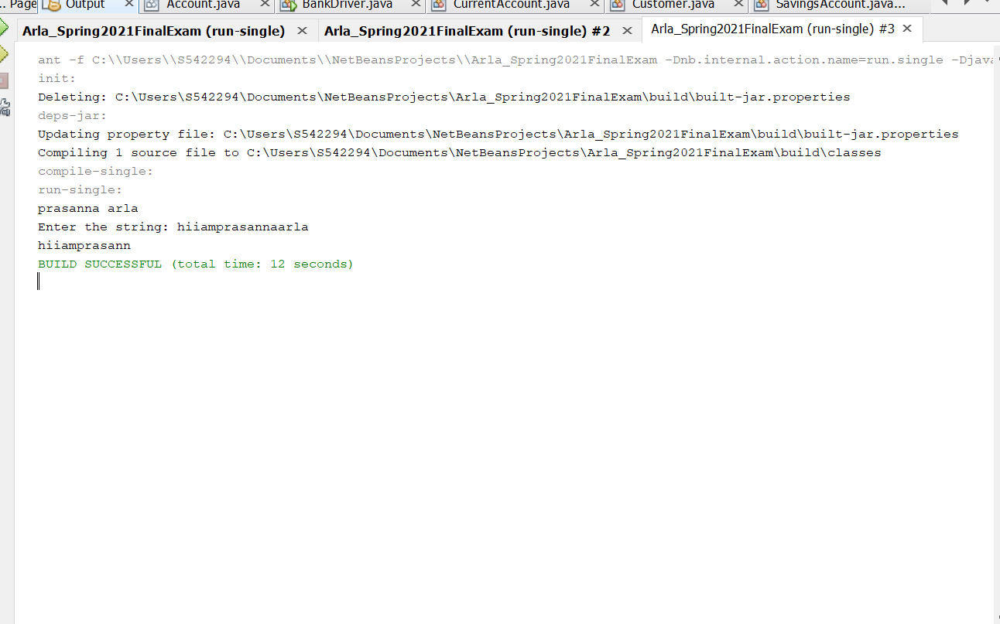 .. Page Output Account.java BankDriver.java CurrentAccount.java Customer.java SavingsAccount.java...
Arla_Spring2021FinalExam (run-single) Arla_Spring2021FinalExam (run-single) #2 Arla_Spring2021FinalExam (run-single) #3
ant -f C:\\Users\\S542294\\Documents\\NetBeansProjects\\Arla_Spring2021FinalExam -Dnb.internal.action.name=run.single -Djava
init:
Deleting: C:\Users\S542294\Documents\NetBeansProjects\Arla_Spring2021FinalExam\build\built-jar.properties
deps-jar:
Updating property file: C:\Users\S542294\Documents\NetBeansProjects\Arla_Spring2021FinalExam\build\built-jar.properties
Compiling 1 source file to C:\Users\S542294\Documents\NetBeansProjects\Arla_Spring2021FinalExam\build\classes
compile-single:
run-single:
prasanna arla
Enter the string: hiiamprasannaarla
hiiamprasann
BUILD SUCCESSFUL (total time: 12 seconds)